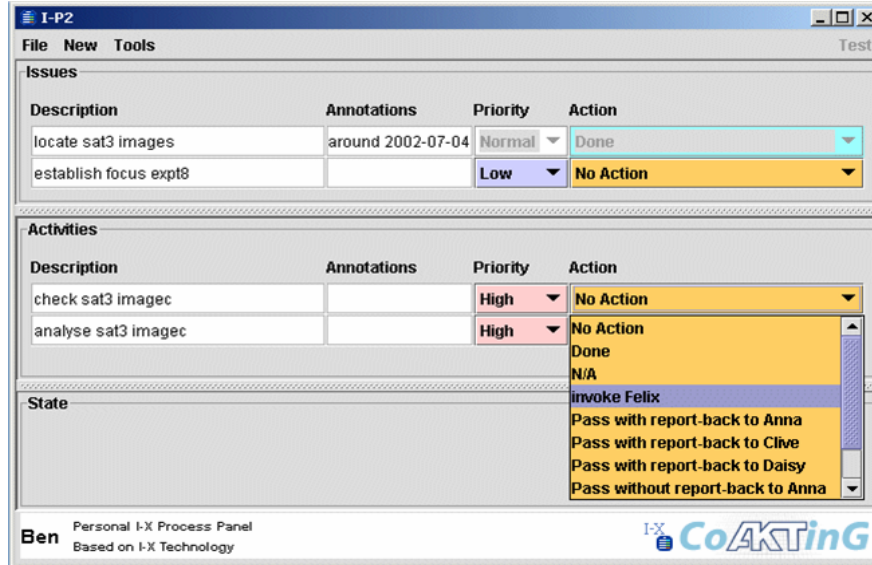 I-P2
File New Tools Test
Issues
Description Annotations Priority Action
locate sat3 images around 2002-07-04 Normal Done
establish focus expt8 Low No Action
Activities
Description Annotations Priority Action
check sat3 imagec High No Action
analyse sat3 imagec High
No Action
Done
N/A
invoke Felix
Pass with report-back to Anna
Pass with report-back to Clive
Pass with report-back to Daisy
Pass without report-back to Anna
State
Ben Personal I-X Process Panel
Based on I-X Technology
I-X CoAKTinG